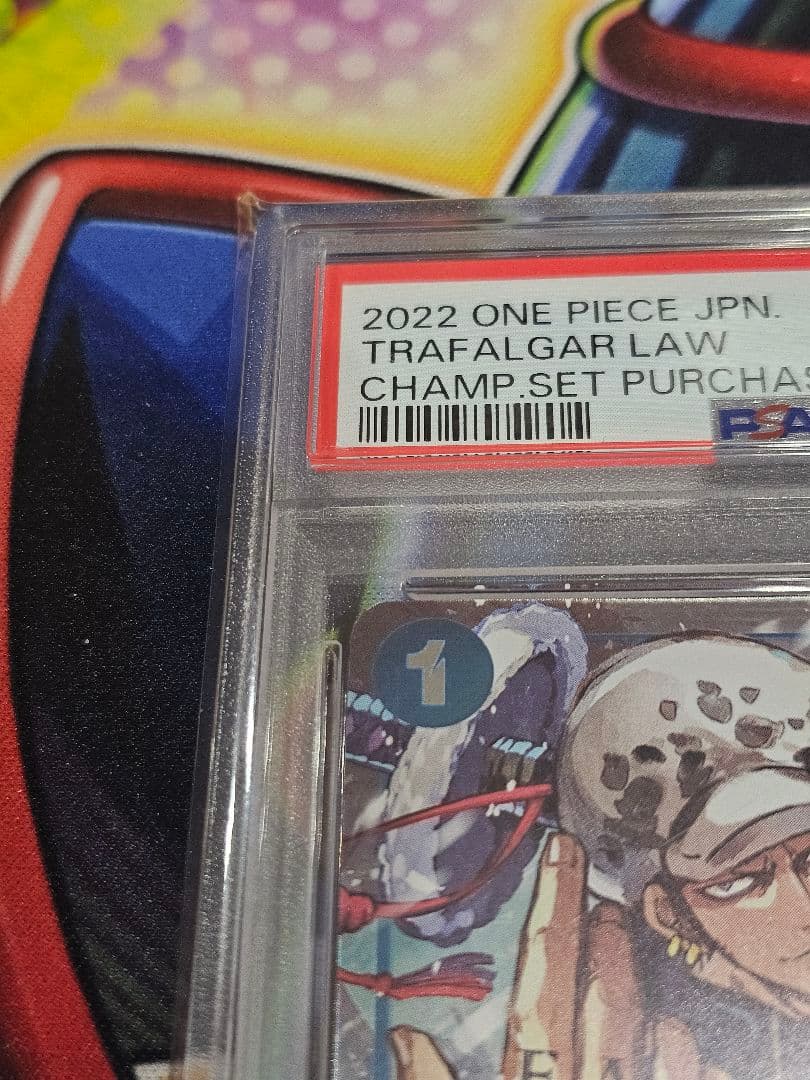 2022 ONE PIECE JPN.
TRAFALGAR LAW
CHAMP.SET PURCHAS
PSA
1
E A